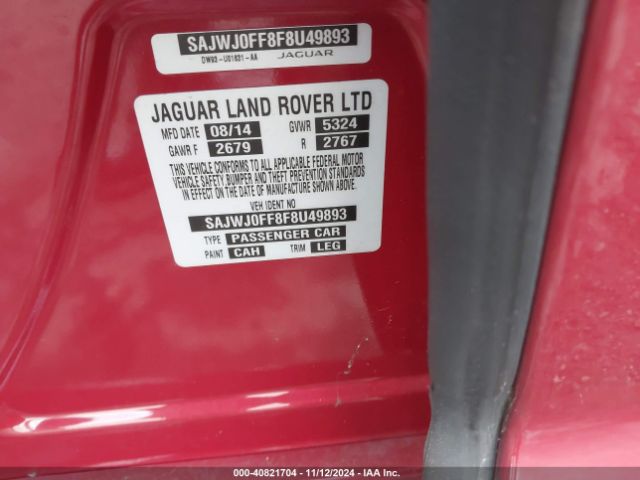 SAJWJ0FF8F8U49893
DW93-U01631-AA JAGUAR
JAGUAR LAND ROVER LTD
MFD DATE 08/14 GVWR 5324
GAWR F 2679 R 2767
THIS VEHICLE CONFORMS TO ALL APPLICABLE FEDERAL MOTOR
VEHICLE SAFETY BUMPER AND THEFT PREVENTION STANDARDS
IN EFFECT ON THE DATE OF MANUFACTURE SHOWN ABOVE.
VEH IDENT NO
SAJWJ0FF8F8U49893
TYPE PASSENGER CAR
PAINT CAH TRIM LEG
000-40821704 - 11/12/2024 - IAA Inc.